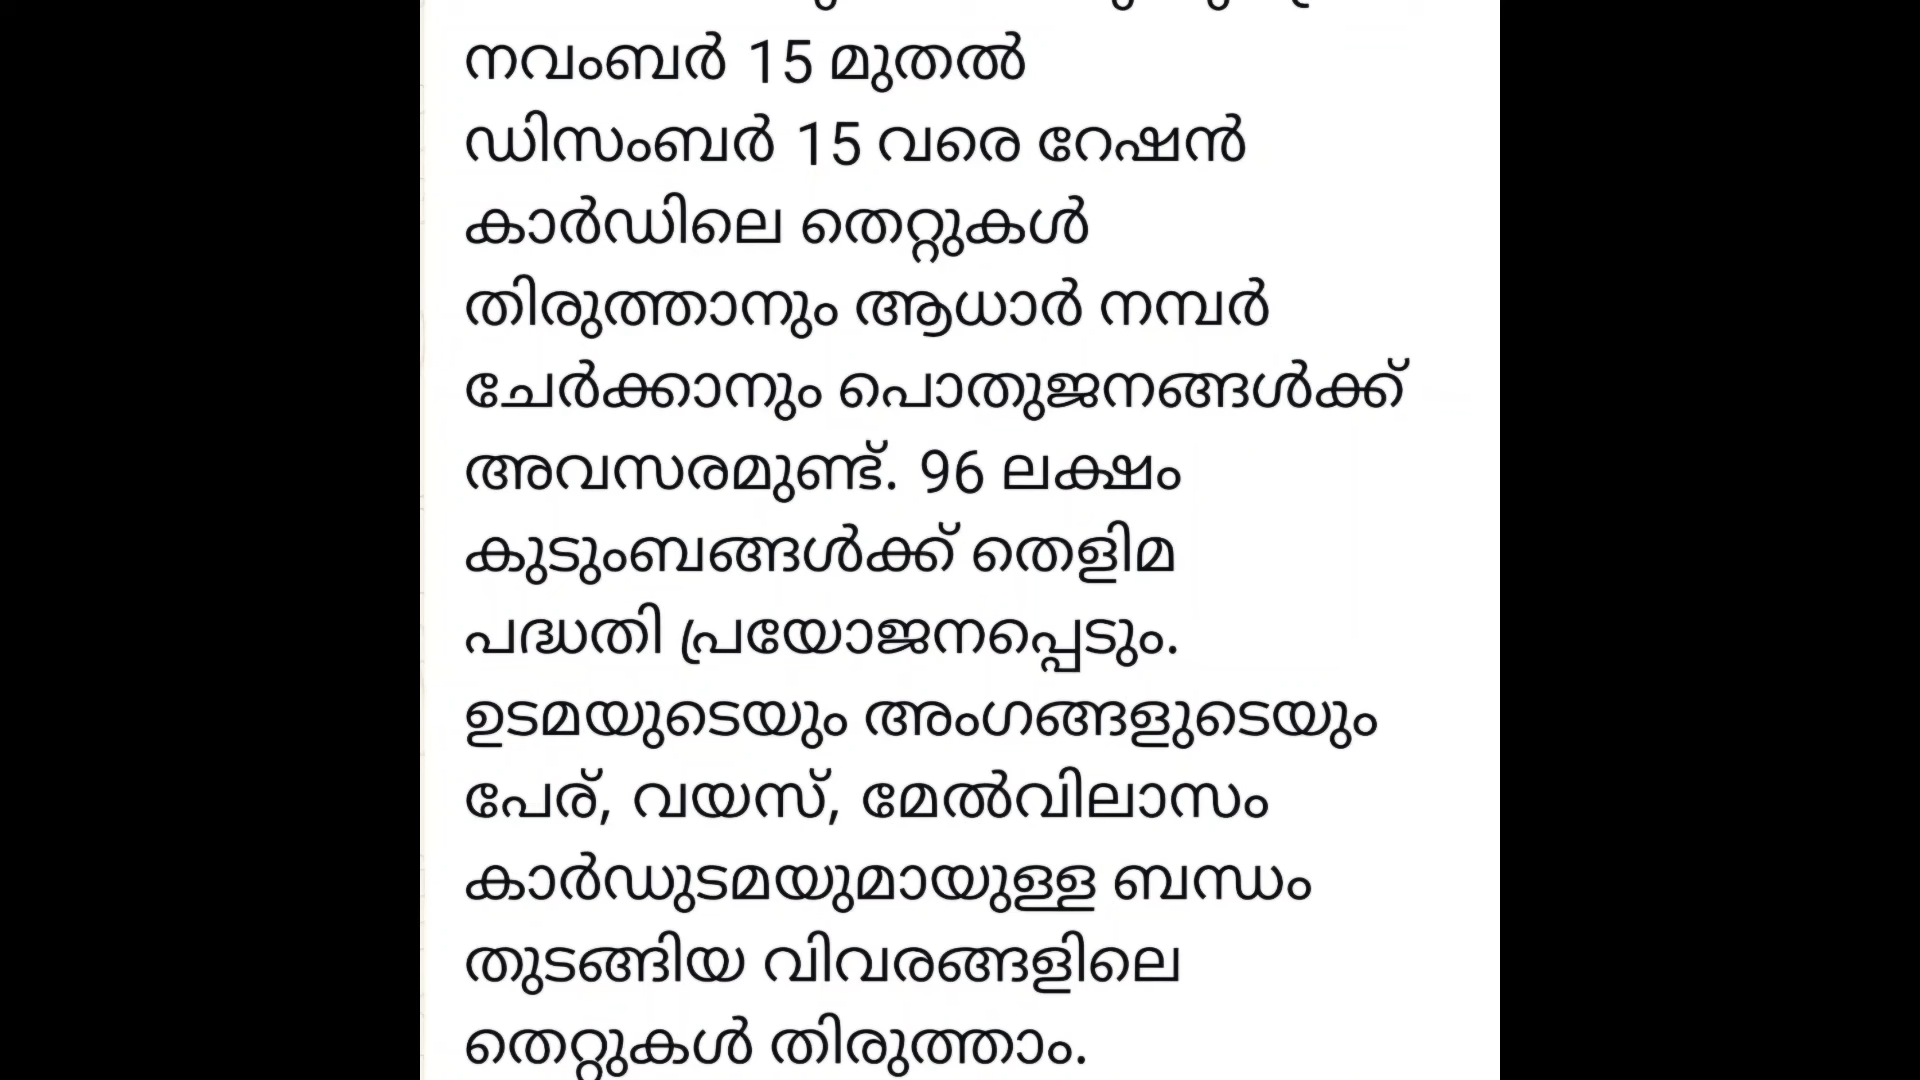 നവംബർ 15 മുതൽ
ഡിസംബർ 15 വരെ റേഷൻ
കാർഡിലെ തെറ്റുകൾ
തിരുത്താനും ആധാർ നമ്പർ
ചേർക്കാനും പൊതുജനങ്ങൾക്ക്
അവസരമുണ്ട്. 96 ലക്ഷം
കുടുംബങ്ങൾക്ക് തെളിമ
പദ്ധതി പ്രയോജനപ്പെടും.
ഉടമയുടെയും അംഗങ്ങളുടെയും
പേര്, വയസ്, മേൽവിലാസം
കാർഡുടമയുമായുള്ള ബന്ധം
തുടങ്ങിയ വിവരങ്ങളിലെ
തെറ്റുകൾ തിരുത്താം.